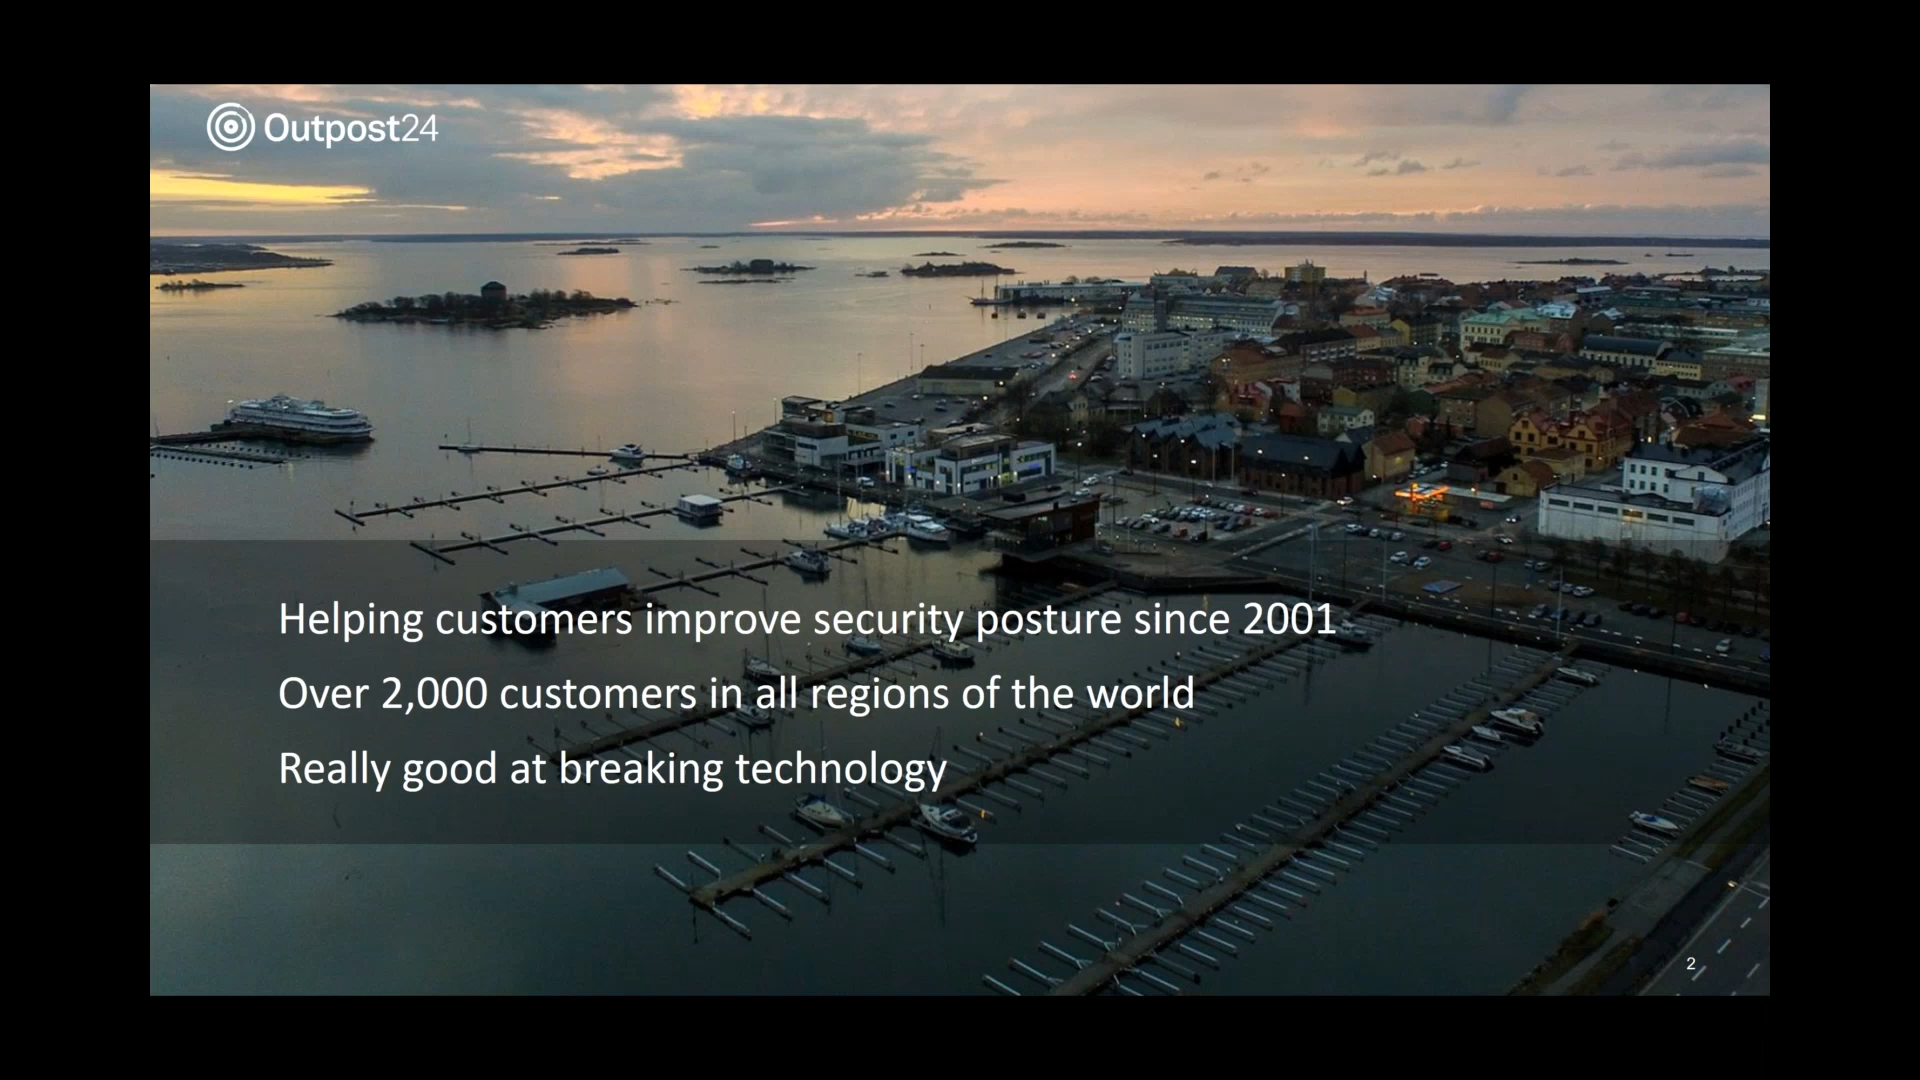 Outpost24
Helping customers improve security posture since 2001
Over 2,000 customers in all regions of the world
Really good at breaking technology
2